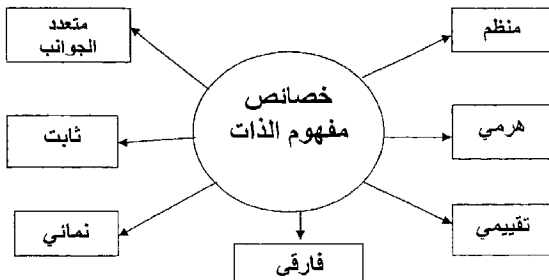 متعدد
الجوانب
منظم
خصائص
مفهوم الذات
ثابت
هرمي
نمائي
تقييمي
فارقي